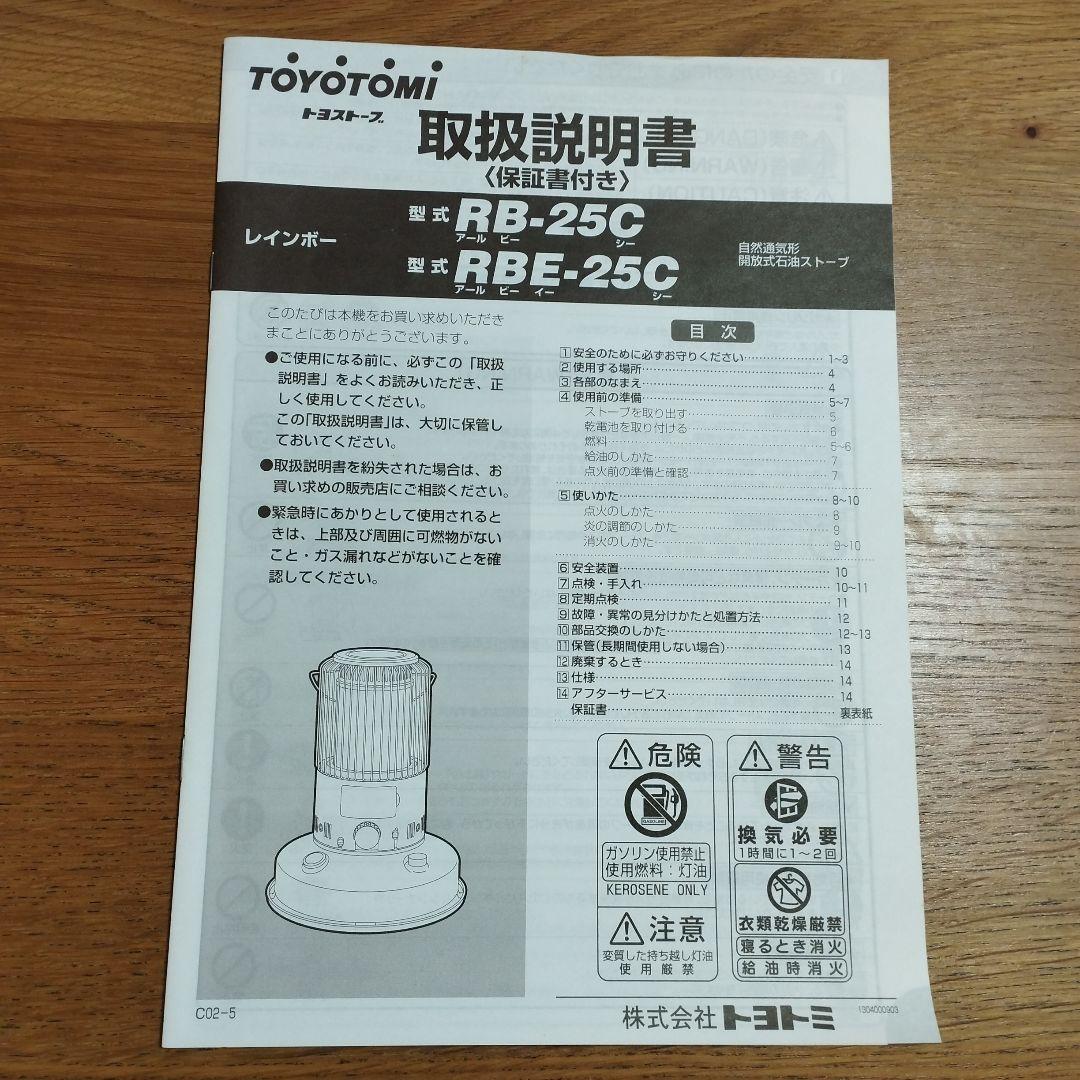 TOYOTOMI
トヨストーブ
取扱説明書
〈保証書付き〉
レインボー
型式 RB-25C
アール ビー シー
型式 RBE-25C
アール ビー イー シー
自然通気形
開放式石油ストーブ
このたびは本機をお買い求めいただき
まことにありがとうございます。
●ご使用になる前に、必ずこの「取扱
説明書」をよくお読みいただき、正
しく使用してください。
この「取扱説明書」は、大切に保管し
ておいてください。
●取扱説明書を紛失された場合は、お
買い求めの販売店にご相談ください。
●緊急時にあかりとして使用されると
きは、上部及び周囲に可燃物がない
こと・ガス漏れなどがないことを確
認してください。
目次
1 安全のために必ずお守りください 1~3
2 使用する場所 4
3 各部のなまえ 4
4 使用前の準備 5~7
ストーブを取り出す 5
乾電池を取り付ける 6
燃料 5~6
給油のしかた 7
点火前の準備と確認 7
5 使いかた 8~10
点火のしかた 8
炎の調節のしかた 9
消火のしかた 9~10
6 安全装置 10
7 点検・手入れ 10~11
8 定期点検 11
9 故障・異常の見分けかたと処置方法 12
10 部品交換のしかた 12~13
11 保管(長期間使用しない場合) 13
12 廃棄するとき 14
13 仕様 14
14 アフターサービス 14
保証書 裏表紙
危険
GASOLINE
ガソリン使用禁止
使用燃料：灯油
KEROSENE ONLY
注意
変質した持ち越し灯油
使用厳禁
警告
換気必要
1時間に1～2回
衣類乾燥厳禁
寝るとき消火
給油時消火
C02-5
株式会社 トヨトミ
1304000903